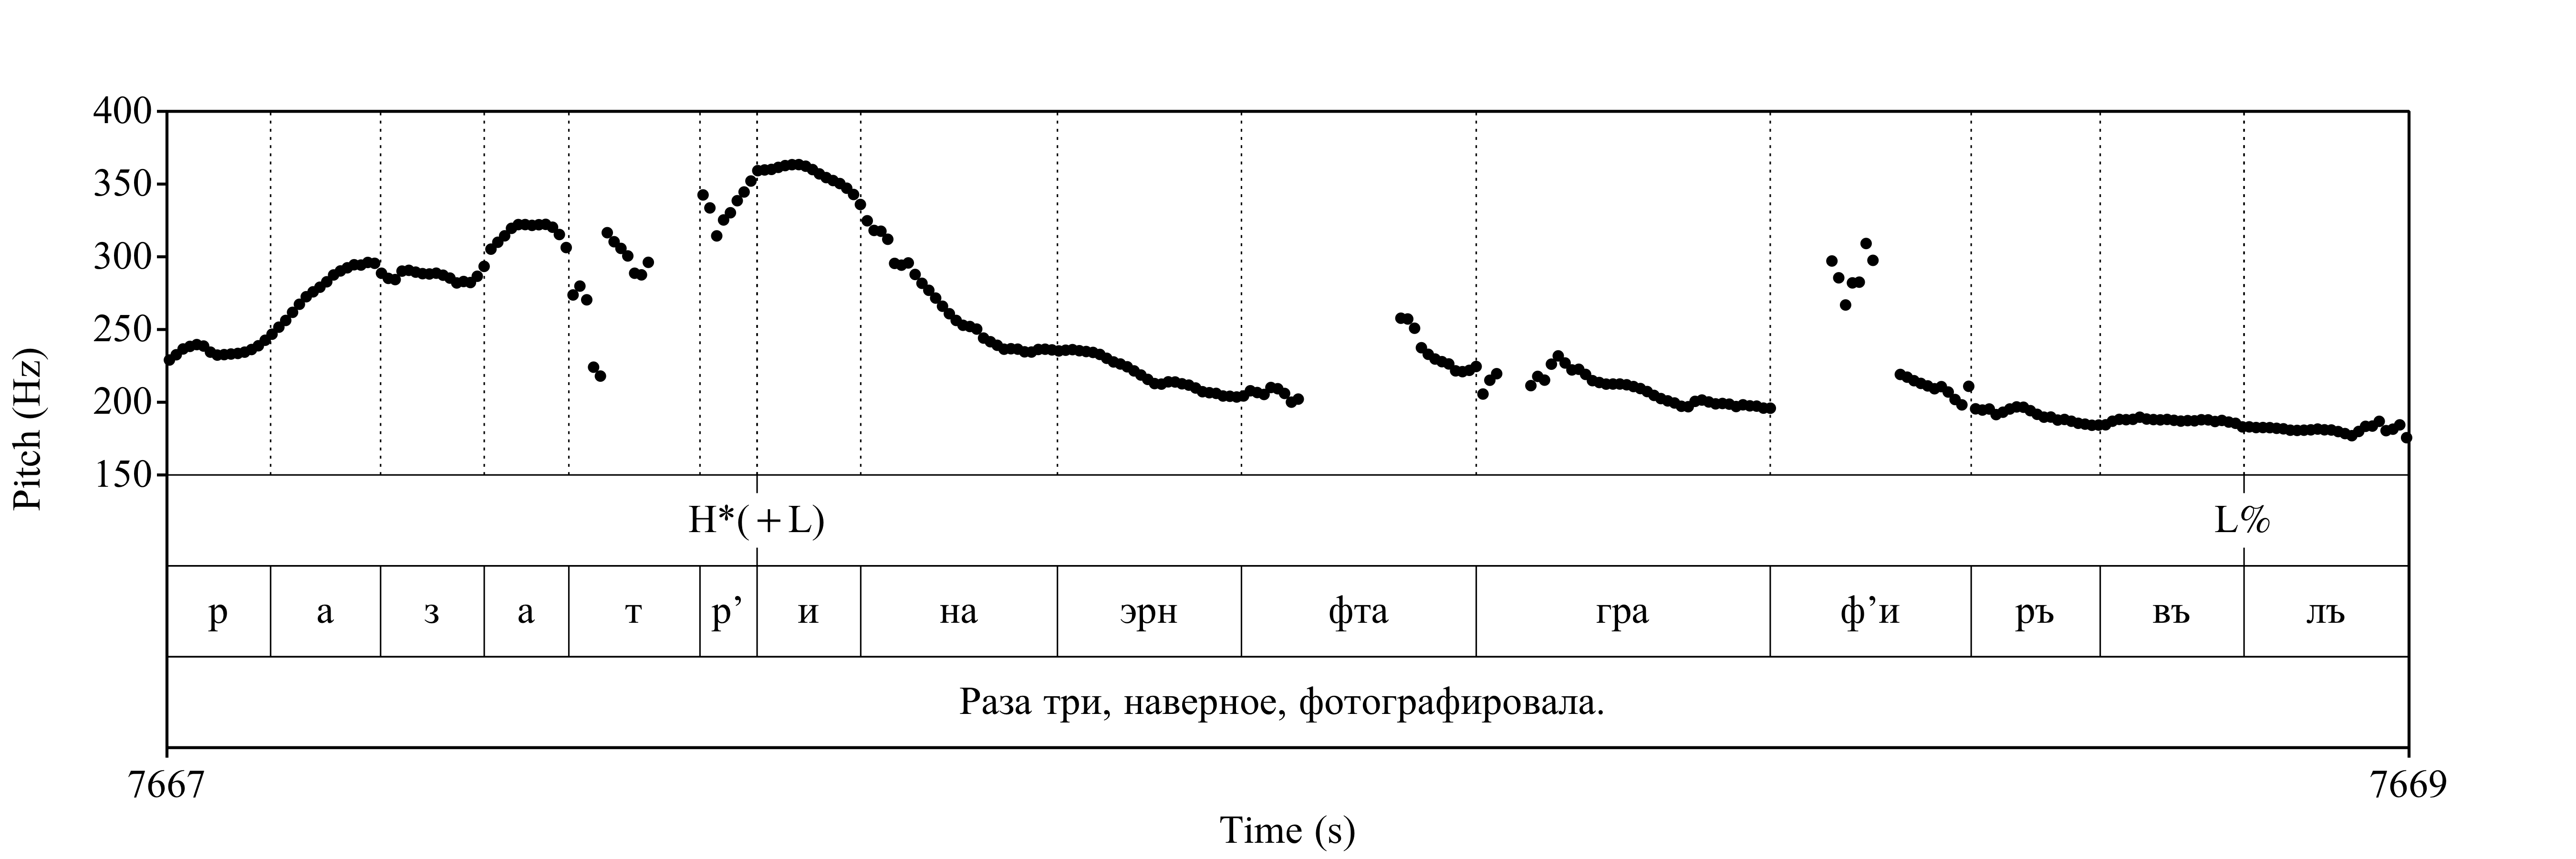 400
350
300
250
200
150
Pitch (Hz)
H*(+L) L%
р а з а т р’ и на эрн фта гра ф’и ръ въ лъ
Раза три, наверное, фотографировала.
7667 7669
Time (s)